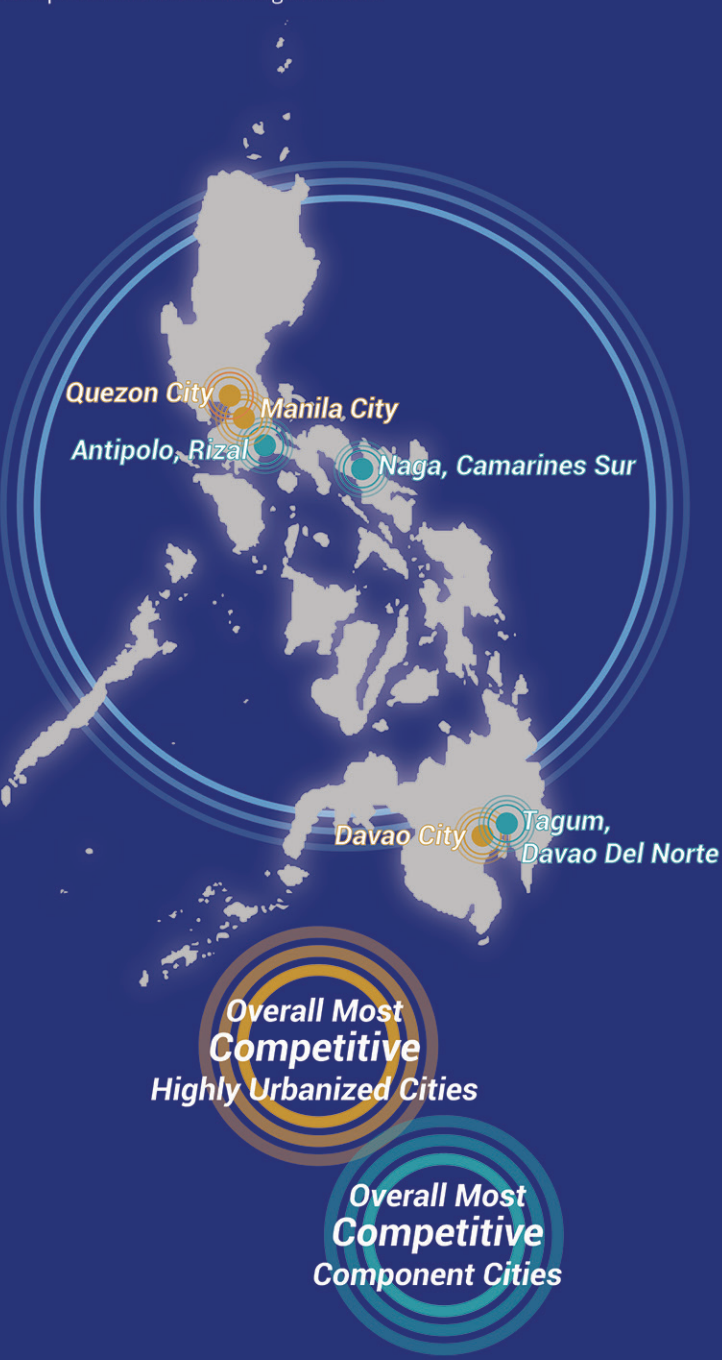 Quezon City
Manila City
Antipolo, Rizal
Naga, Camarines Sur
Davao City
Tagum,
Davao Del Norte
Overall Most
Competitive
Highly Urbanized Cities
Overall Most
Competitive
Component Cities